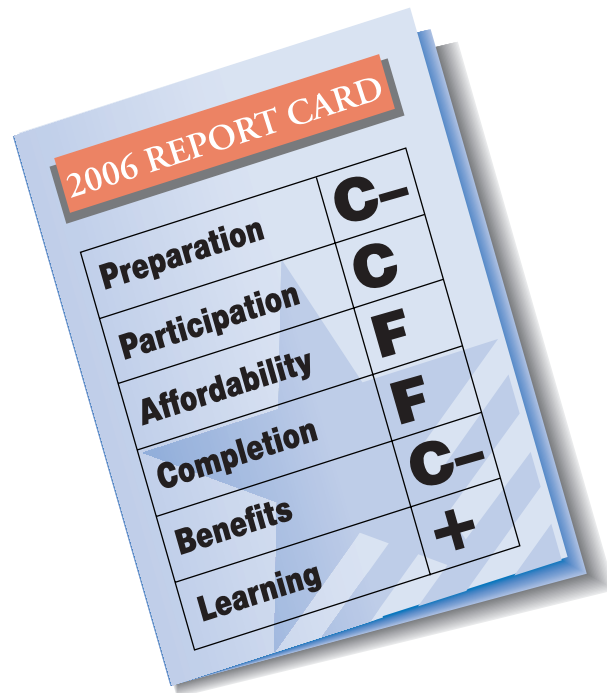 2006 REPORT CARD
Preparation C–
Participation C
Affordability F
Completion F
Benefits C–
Learning +